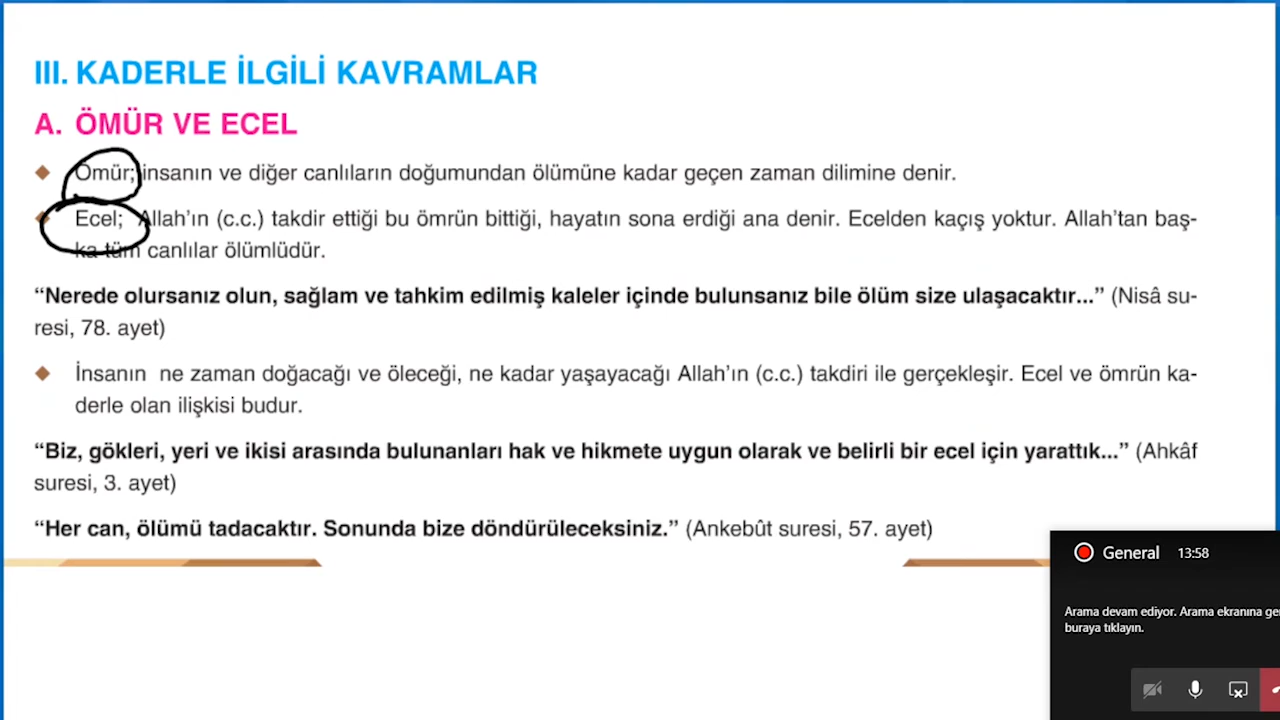 III. KADERLE İLGİLİ KAVRAMLAR
A. ÖMÜR VE ECEL
Ömür; insanın ve diğer canlıların doğumundan ölümüne kadar geçen zaman dilimine denir.
Ecel; Allah’ın (c.c.) takdir ettiği bu ömrün bittiği, hayatın sona erdiği ana denir. Ecelden kaçış yoktur. Allah’tan baş-
ka tüm canlılar ölümlüdür.
“Nerede olursanız olun, sağlam ve tahkim edilmiş kaleler içinde bulunsanız bile ölüm size ulaşacaktır...” (Nisâ su-
resi, 78. ayet)
İnsanın ne zaman doğacağı ve öleceği, ne kadar yaşayacağı Allah’ın (c.c.) takdiri ile gerçekleşir. Ecel ve ömrün ka-
derle olan ilişkisi budur.
“Biz, gökleri, yeri ve ikisi arasında bulunanları hak ve hikmete uygun olarak ve belirli bir ecel için yarattık...” (Ahkâf
suresi, 3. ayet)
“Her can, ölümü tadacaktır. Sonunda bize döndürüleceksiniz.” (Ankebût suresi, 57. ayet)
General 13:58
Arama devam ediyor. Arama ekranına
buraya tıklayın.